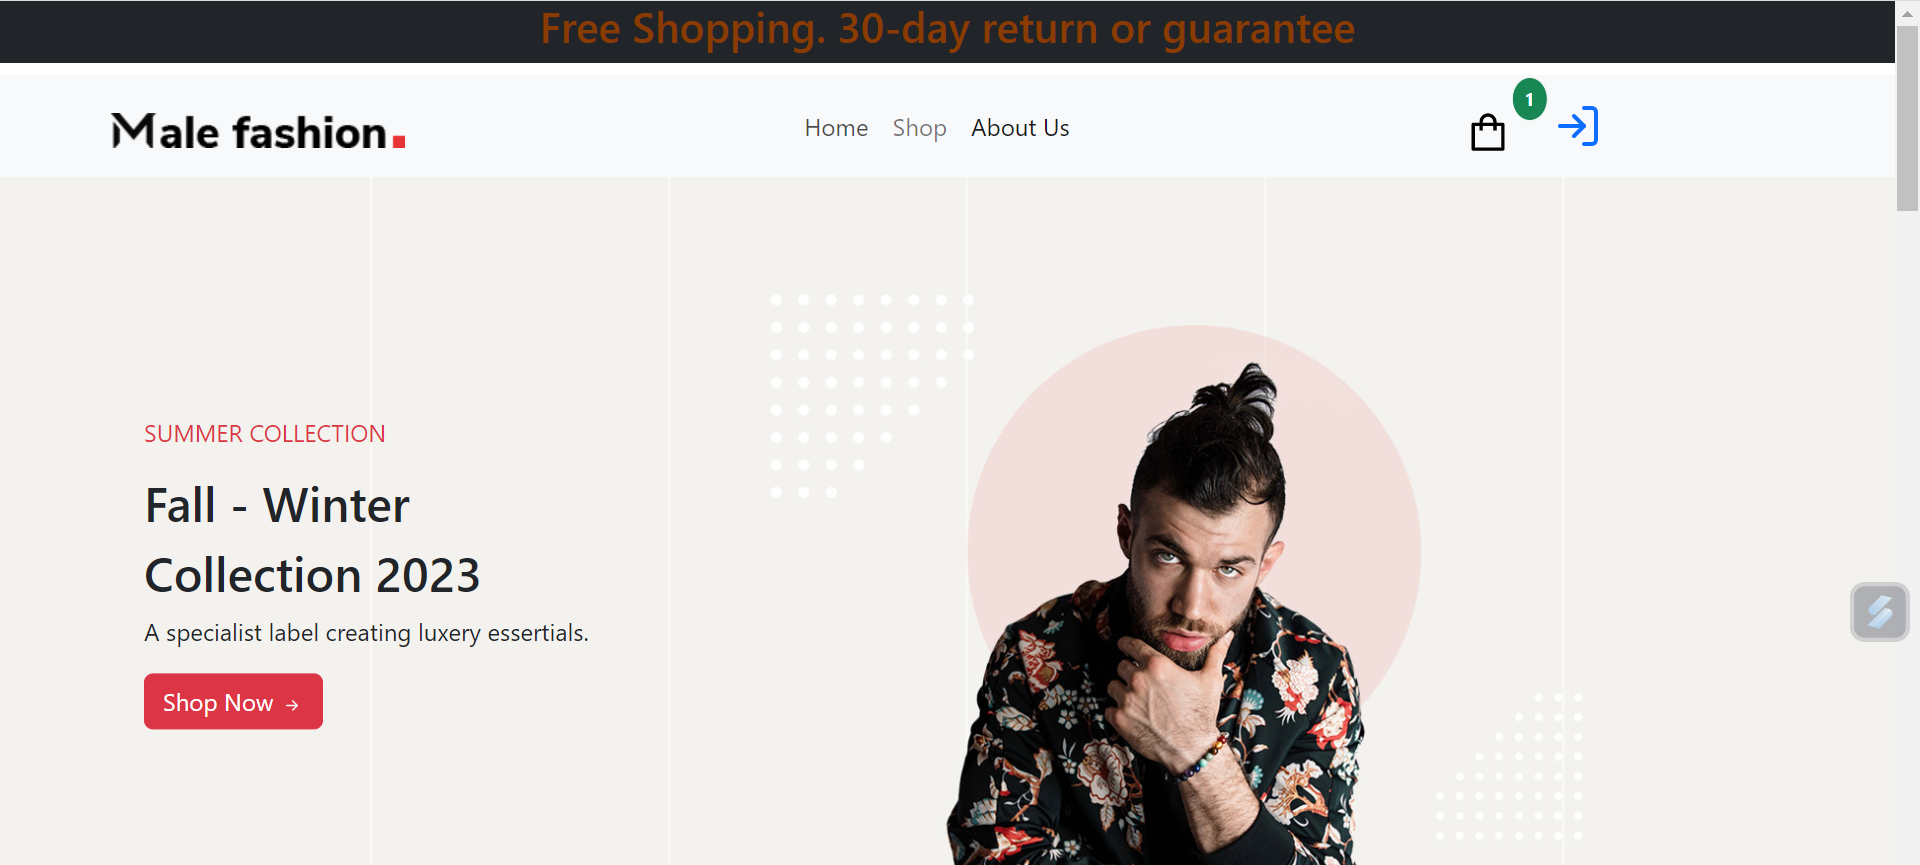 Free Shopping. 30-day return or guarantee
Male fashion.
Home Shop About Us
1
SUMMER COLLECTION
Fall - Winter
Collection 2023
A specialist label creating luxery essertials.
Shop Now →